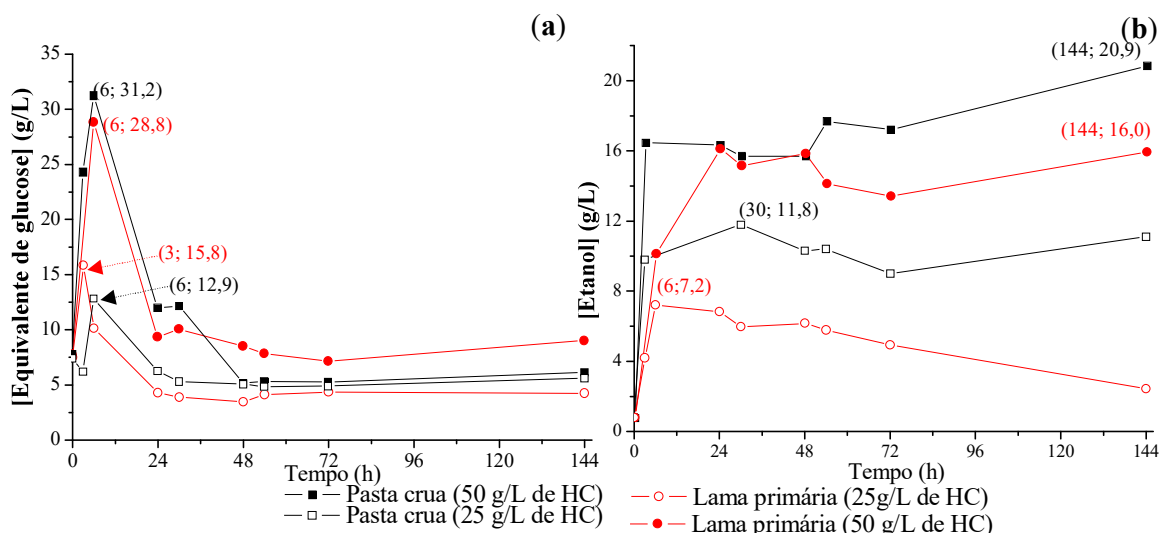 (a)
[Equivalente de glucose] (g/L)
35
30
25
20
15
10
5
0
(6; 31,2)
(6; 28,8)
(3; 15,8)
(6; 12,9)
0 24 48 72 96 120 144
Tempo (h)
(b)
[Etanol] (g/L)
20
16
12
8
4
0
(144; 20,9)
(144; 16,0)
(30; 11,8)
(6;7,2)
0 24 48 72 96 120 144
Tempo (h)
Pasta crua (50 g/L de HC)
Pasta crua (25 g/L de HC)
Lama primária (25g/L de HC)
Lama primária (50 g/L de HC)